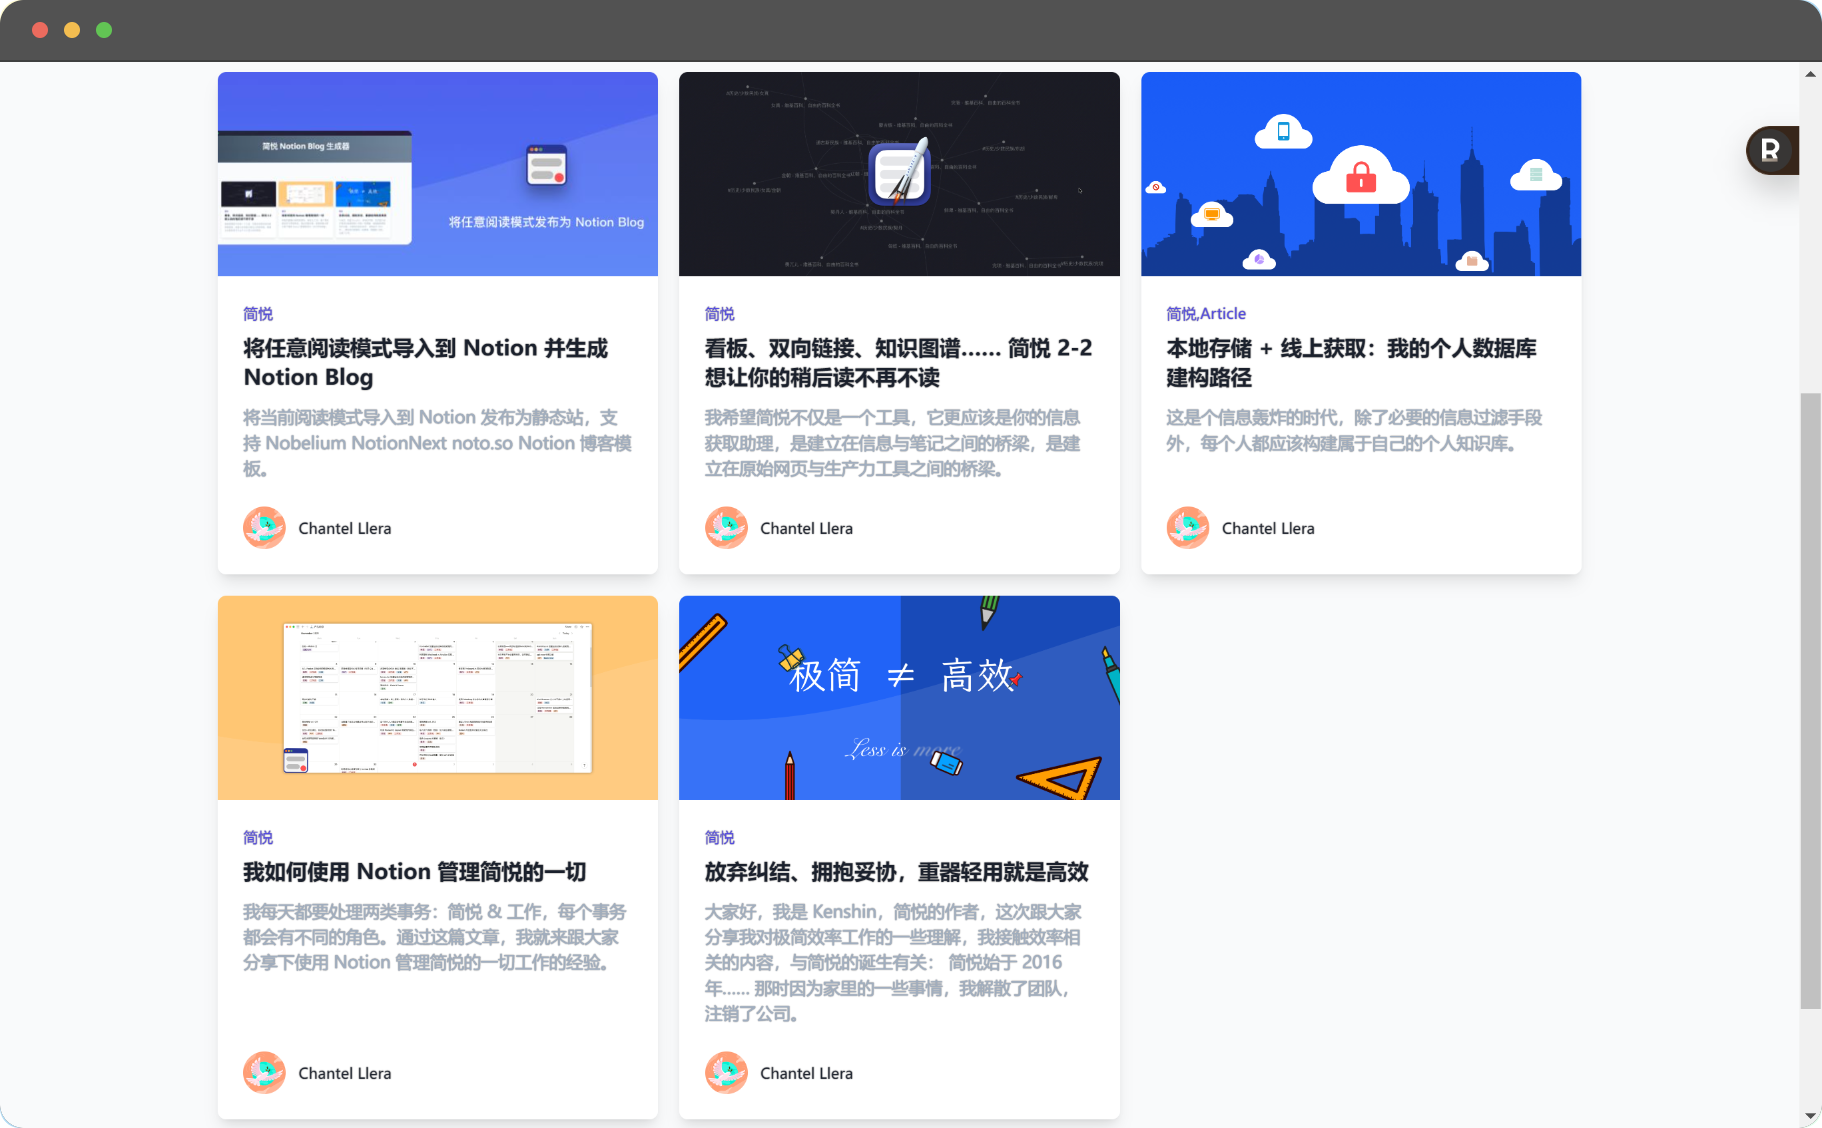 简悦 Notion Blog 生成器
将任意阅读模式发布为 Notion Blog
简悦
将任意阅读模式导入到 Notion 并生成
Notion Blog
将当前阅读模式导入到 Notion 发布为静态站，支
持 Nobelium NotionNext noto.so Notion 博客模
板。
Chantel Llera
简悦
看板、双向链接、知识图谱…… 简悦 2-2
想让你的稍后读不再不读
我希望简悦不仅是一个工具，它更应该是你的信息
获取助理，是建立在信息与笔记之间的桥梁，是建
立在原始网页与生产力工具之间的桥梁。
Chantel Llera
简悦,Article
本地存储 + 线上获取：我的个人数据库
建构路径
这是个信息轰炸的时代，除了必要的信息过滤手段
外，每个人都应该构建属于自己的个人知识库。
Chantel Llera
R
简悦
我如何使用 Notion 管理简悦的一切
我每天都要处理两类事务：简悦 & 工作，每个事务
都会有不同的角色。通过这篇文章，我就来跟大家
分享下使用 Notion 管理简悦的一切工作的经验。
Chantel Llera
极简 ≠ 高效
Less is more
简悦
放弃纠结、拥抱妥协，重器轻用就是高效
大家好，我是 Kenshin，简悦的作者，这次跟大家
分享我对极简效率工作的一些理解，我接触效率相
关的内容，与简悦的诞生有关： 简悦始于 2016
年…… 那时因为家里的一些事情，我解散了团队，
注销了公司。
Chantel Llera